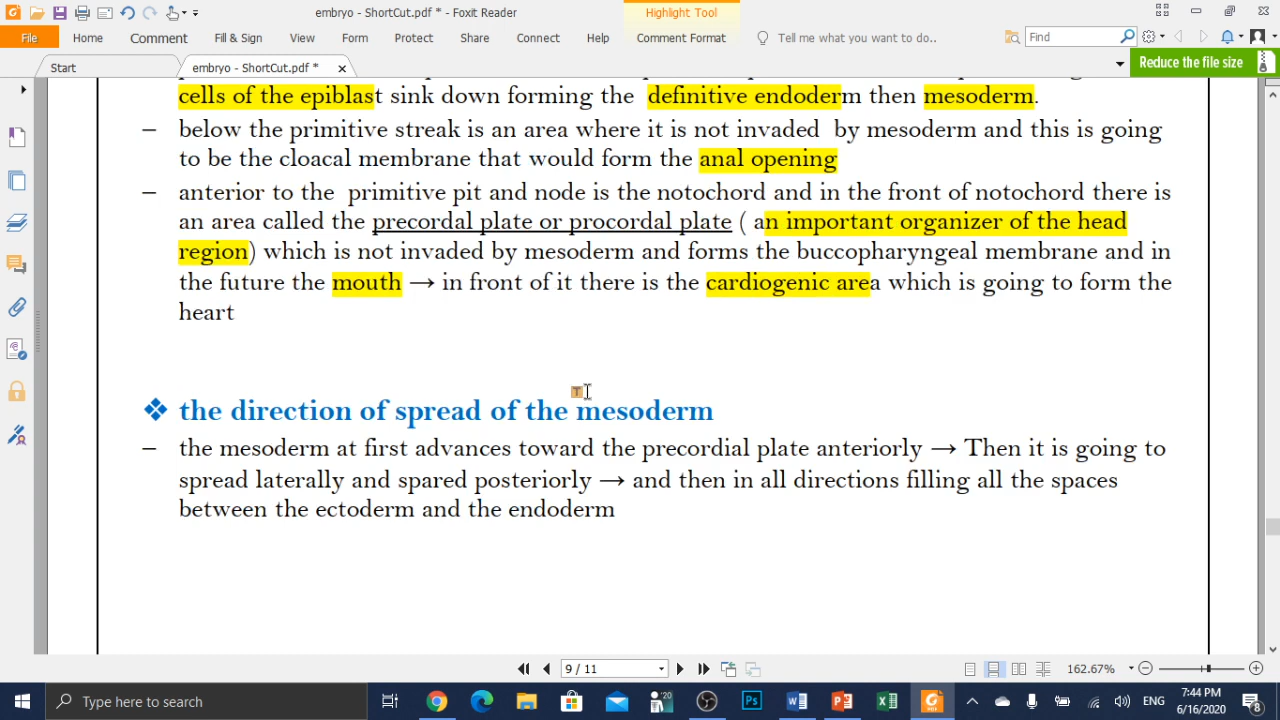 embryo - ShortCut.pdf * - Foxit Reader
Highlight Tool
File Home Comment Fill & Sign View Form Protect Share Connect Help Comment Format Tell me what you want to do.. Find
Start embryo - ShortCut.pdf * Reduce the file size
cells of the epiblast sink down forming the definitive endoderm then mesoderm.
– below the primitive streak is an area where it is not invaded by mesoderm and this is going
to be the cloacal membrane that would form the anal opening
– anterior to the primitive pit and node is the notochord and in the front of notochord there is
an area called the precordal plate or procordal plate ( an important organizer of the head
region) which is not invaded by mesoderm and forms the buccopharyngeal membrane and in
the future the mouth → in front of it there is the cardiogenic area which is going to form the
heart
❖ the direction of spread of the mesoderm
– the mesoderm at first advances toward the precordial plate anteriorly → Then it is going to
spread laterally and spared posteriorly → and then in all directions filling all the spaces
between the ectoderm and the endoderm
9 / 11 162.67%
Type here to search
ENG 7:44 PM
6/16/2020 8